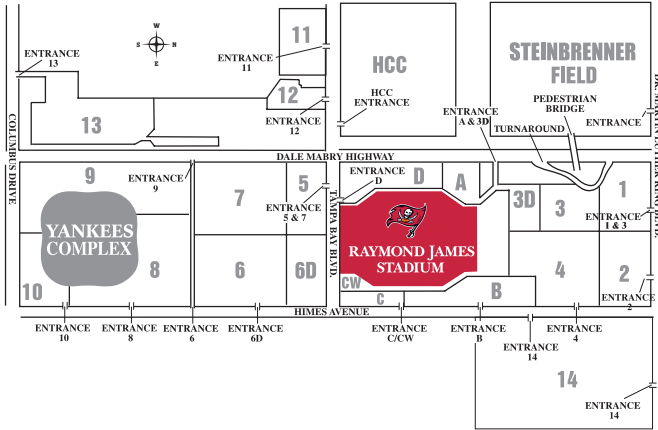 W
S N
E
11
ENTRANCE
13
ENTRANCE
11
HCC
STEINBRENNER
FIELD
12
HCC
ENTRANCE
PEDESTRIAN
BRIDGE
ENTRANCE
A & 3D
TURNAROUND
ENTRANCE
ENTRANCE
12
13
COLUMBUS DRIVE
DALE MABRY HIGHWAY
9
ENTRANCE
9
7
5
ENTRANCE
5 & 7
TAMPA BAY BLVD.
ENTRANCE
D
D
A
3D
3
1
ENTRANCE
1 & 3
YANKEES
COMPLEX
RAYMOND JAMES
STADIUM
10
8
6
6D
CW
C
B
4
2
ENTRANCE
2
HIMES AVENUE
ENTRANCE
10
ENTRANCE
8
ENTRANCE
6
ENTRANCE
6D
ENTRANCE
C/CW
ENTRANCE
B
ENTRANCE
14
ENTRANCE
4
14
ENTRANCE
14